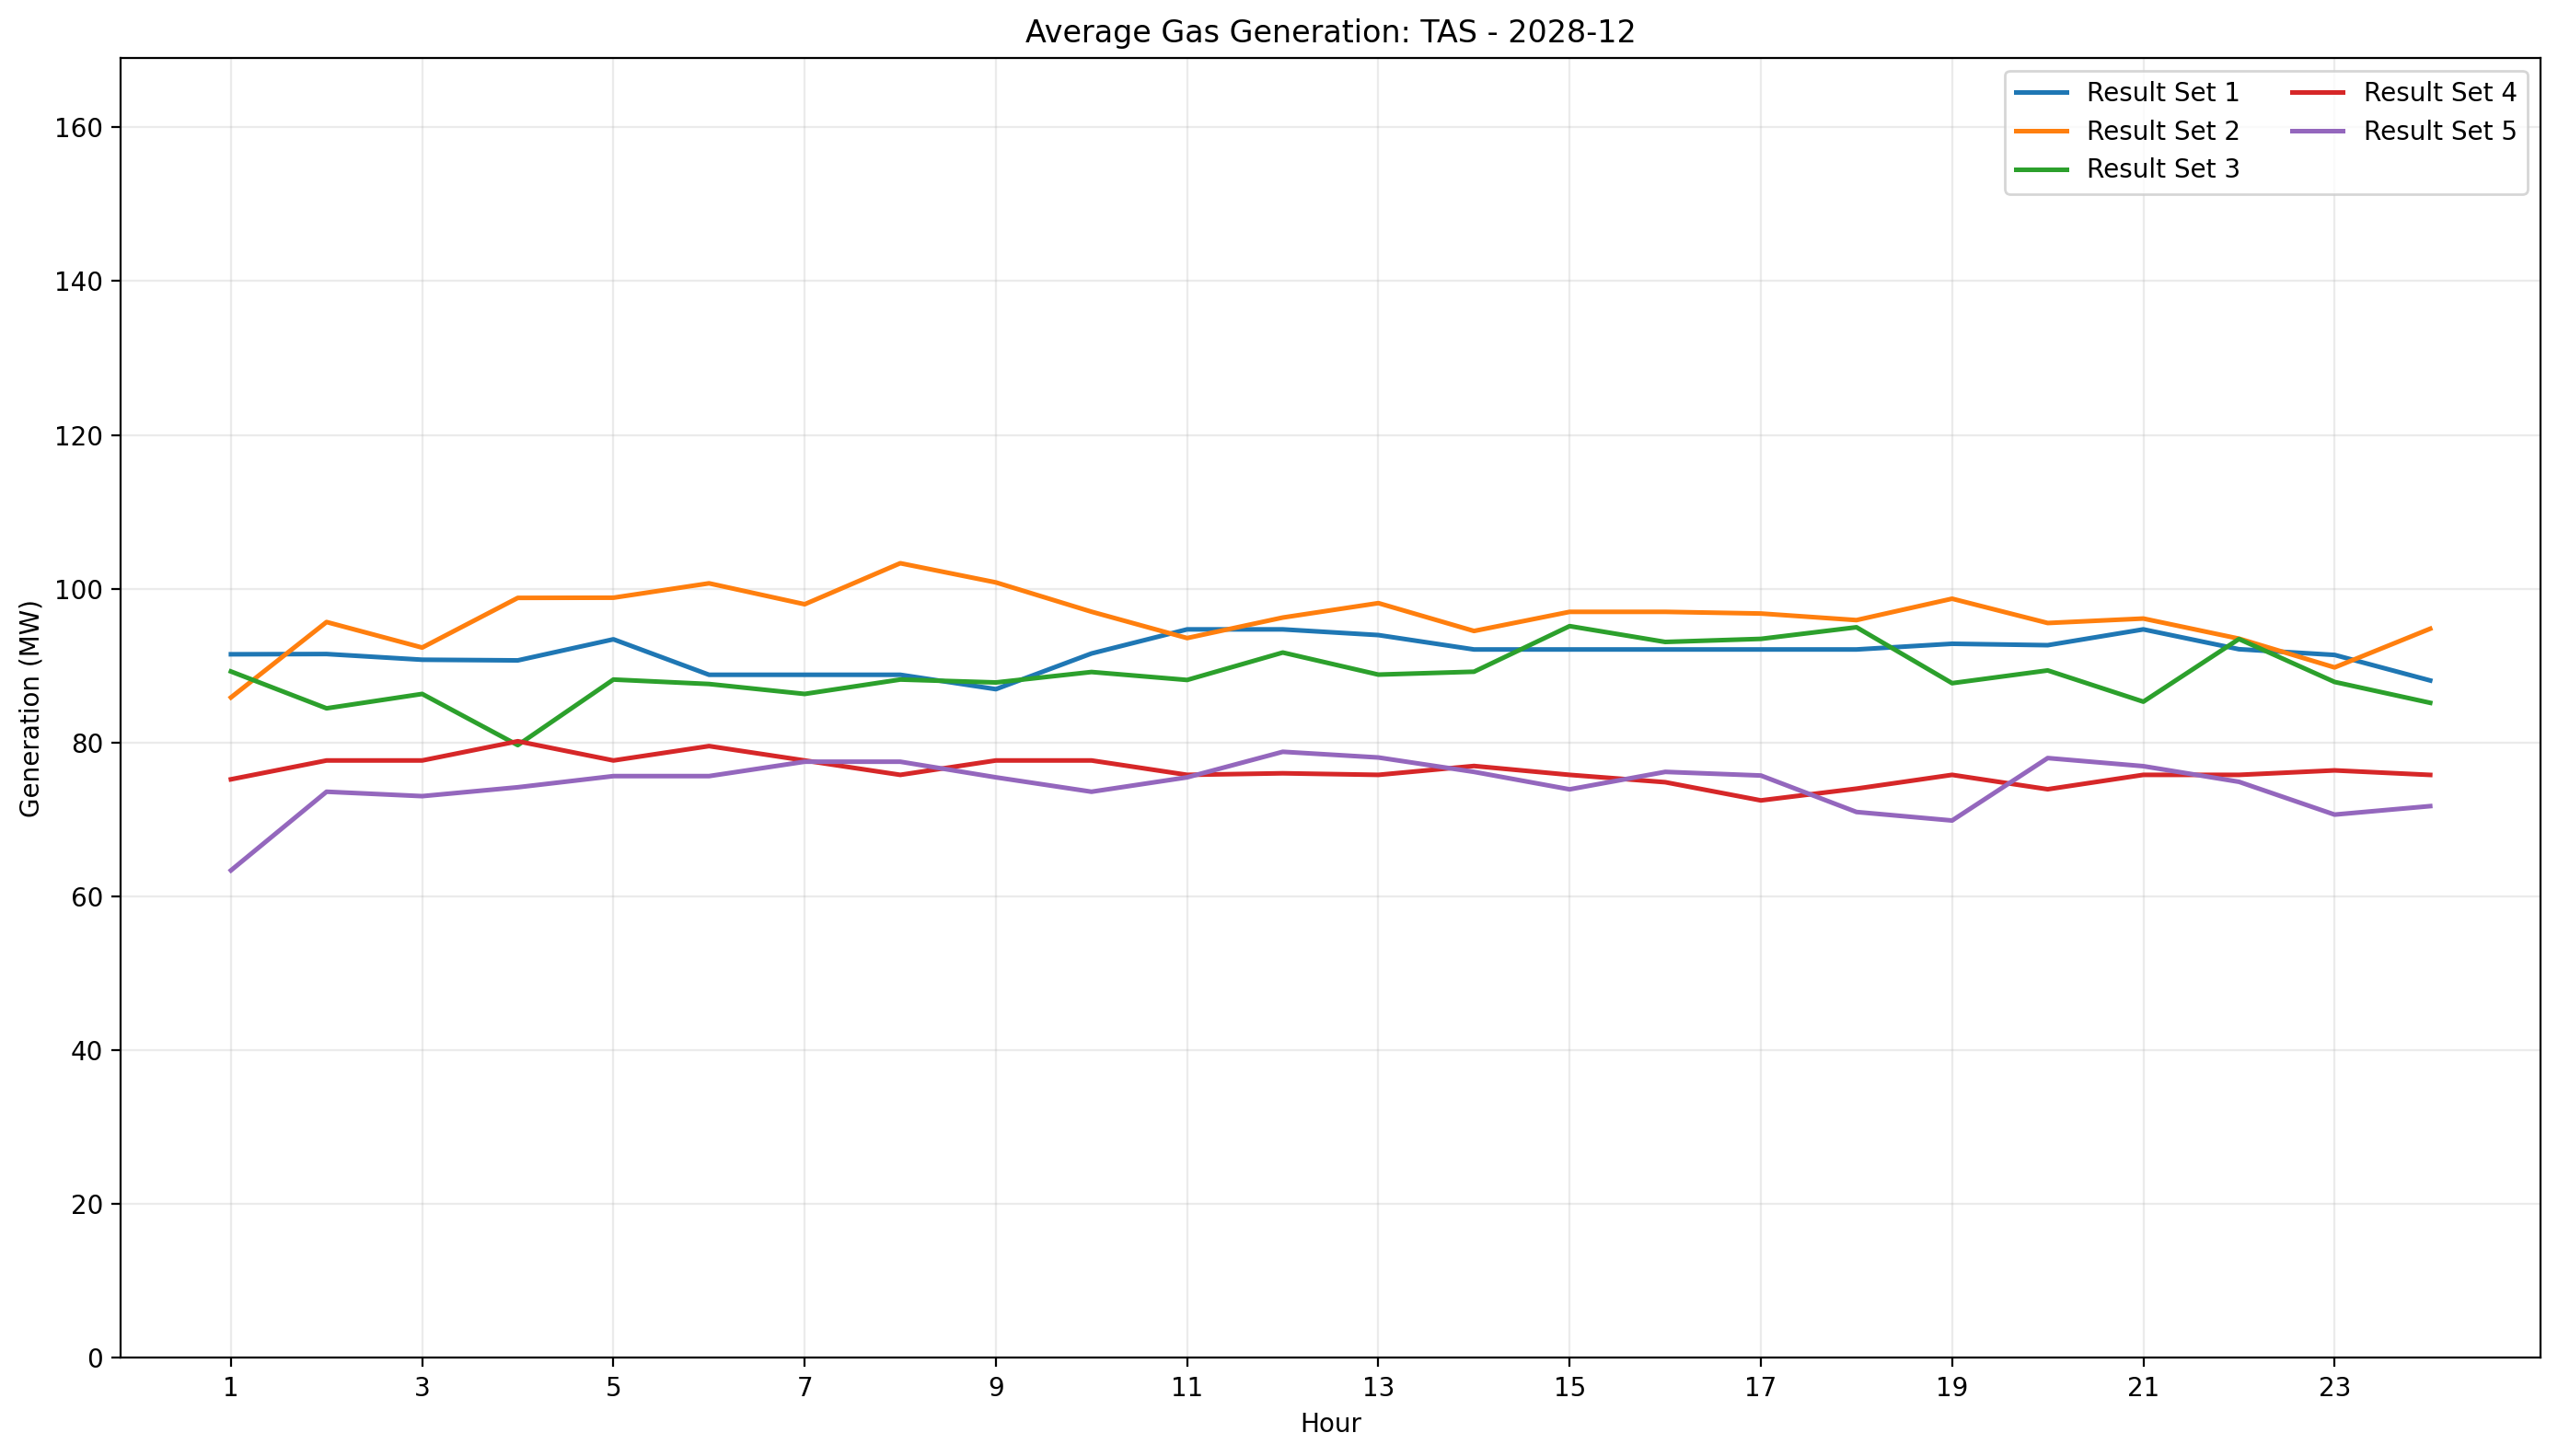 Average Gas Generation: TAS - 2028-12
Result Set 1
Result Set 2
Result Set 3
Result Set 4
Result Set 5
Generation (MW)
160
140
120
100
80
60
40
20
0
1 3 5 7 9 11 13 15 17 19 21 23
Hour